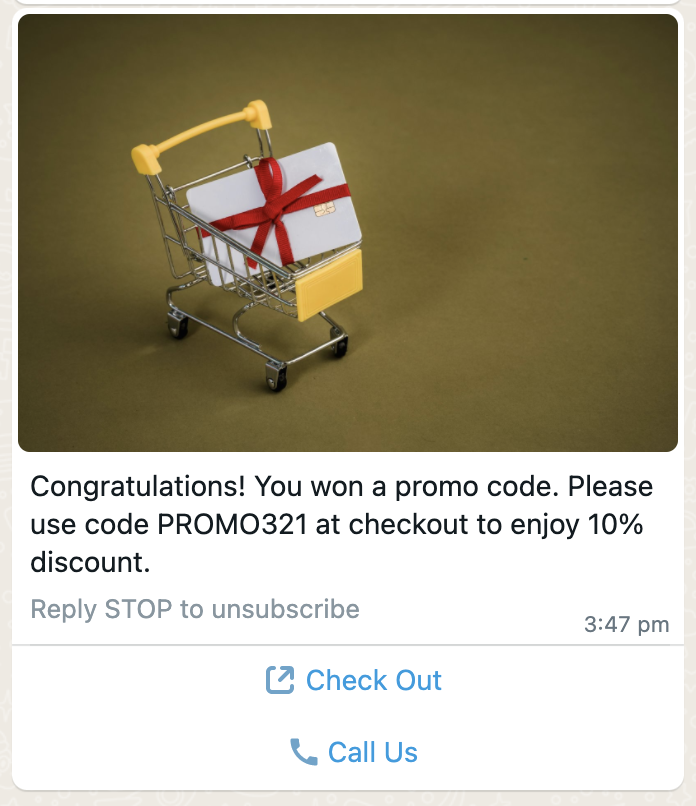 Congratulations! You won a promo code. Please
use code PROMO321 at checkout to enjoy 10%
discount.
Reply STOP to unsubscribe
3:47 pm
Check Out
Call Us